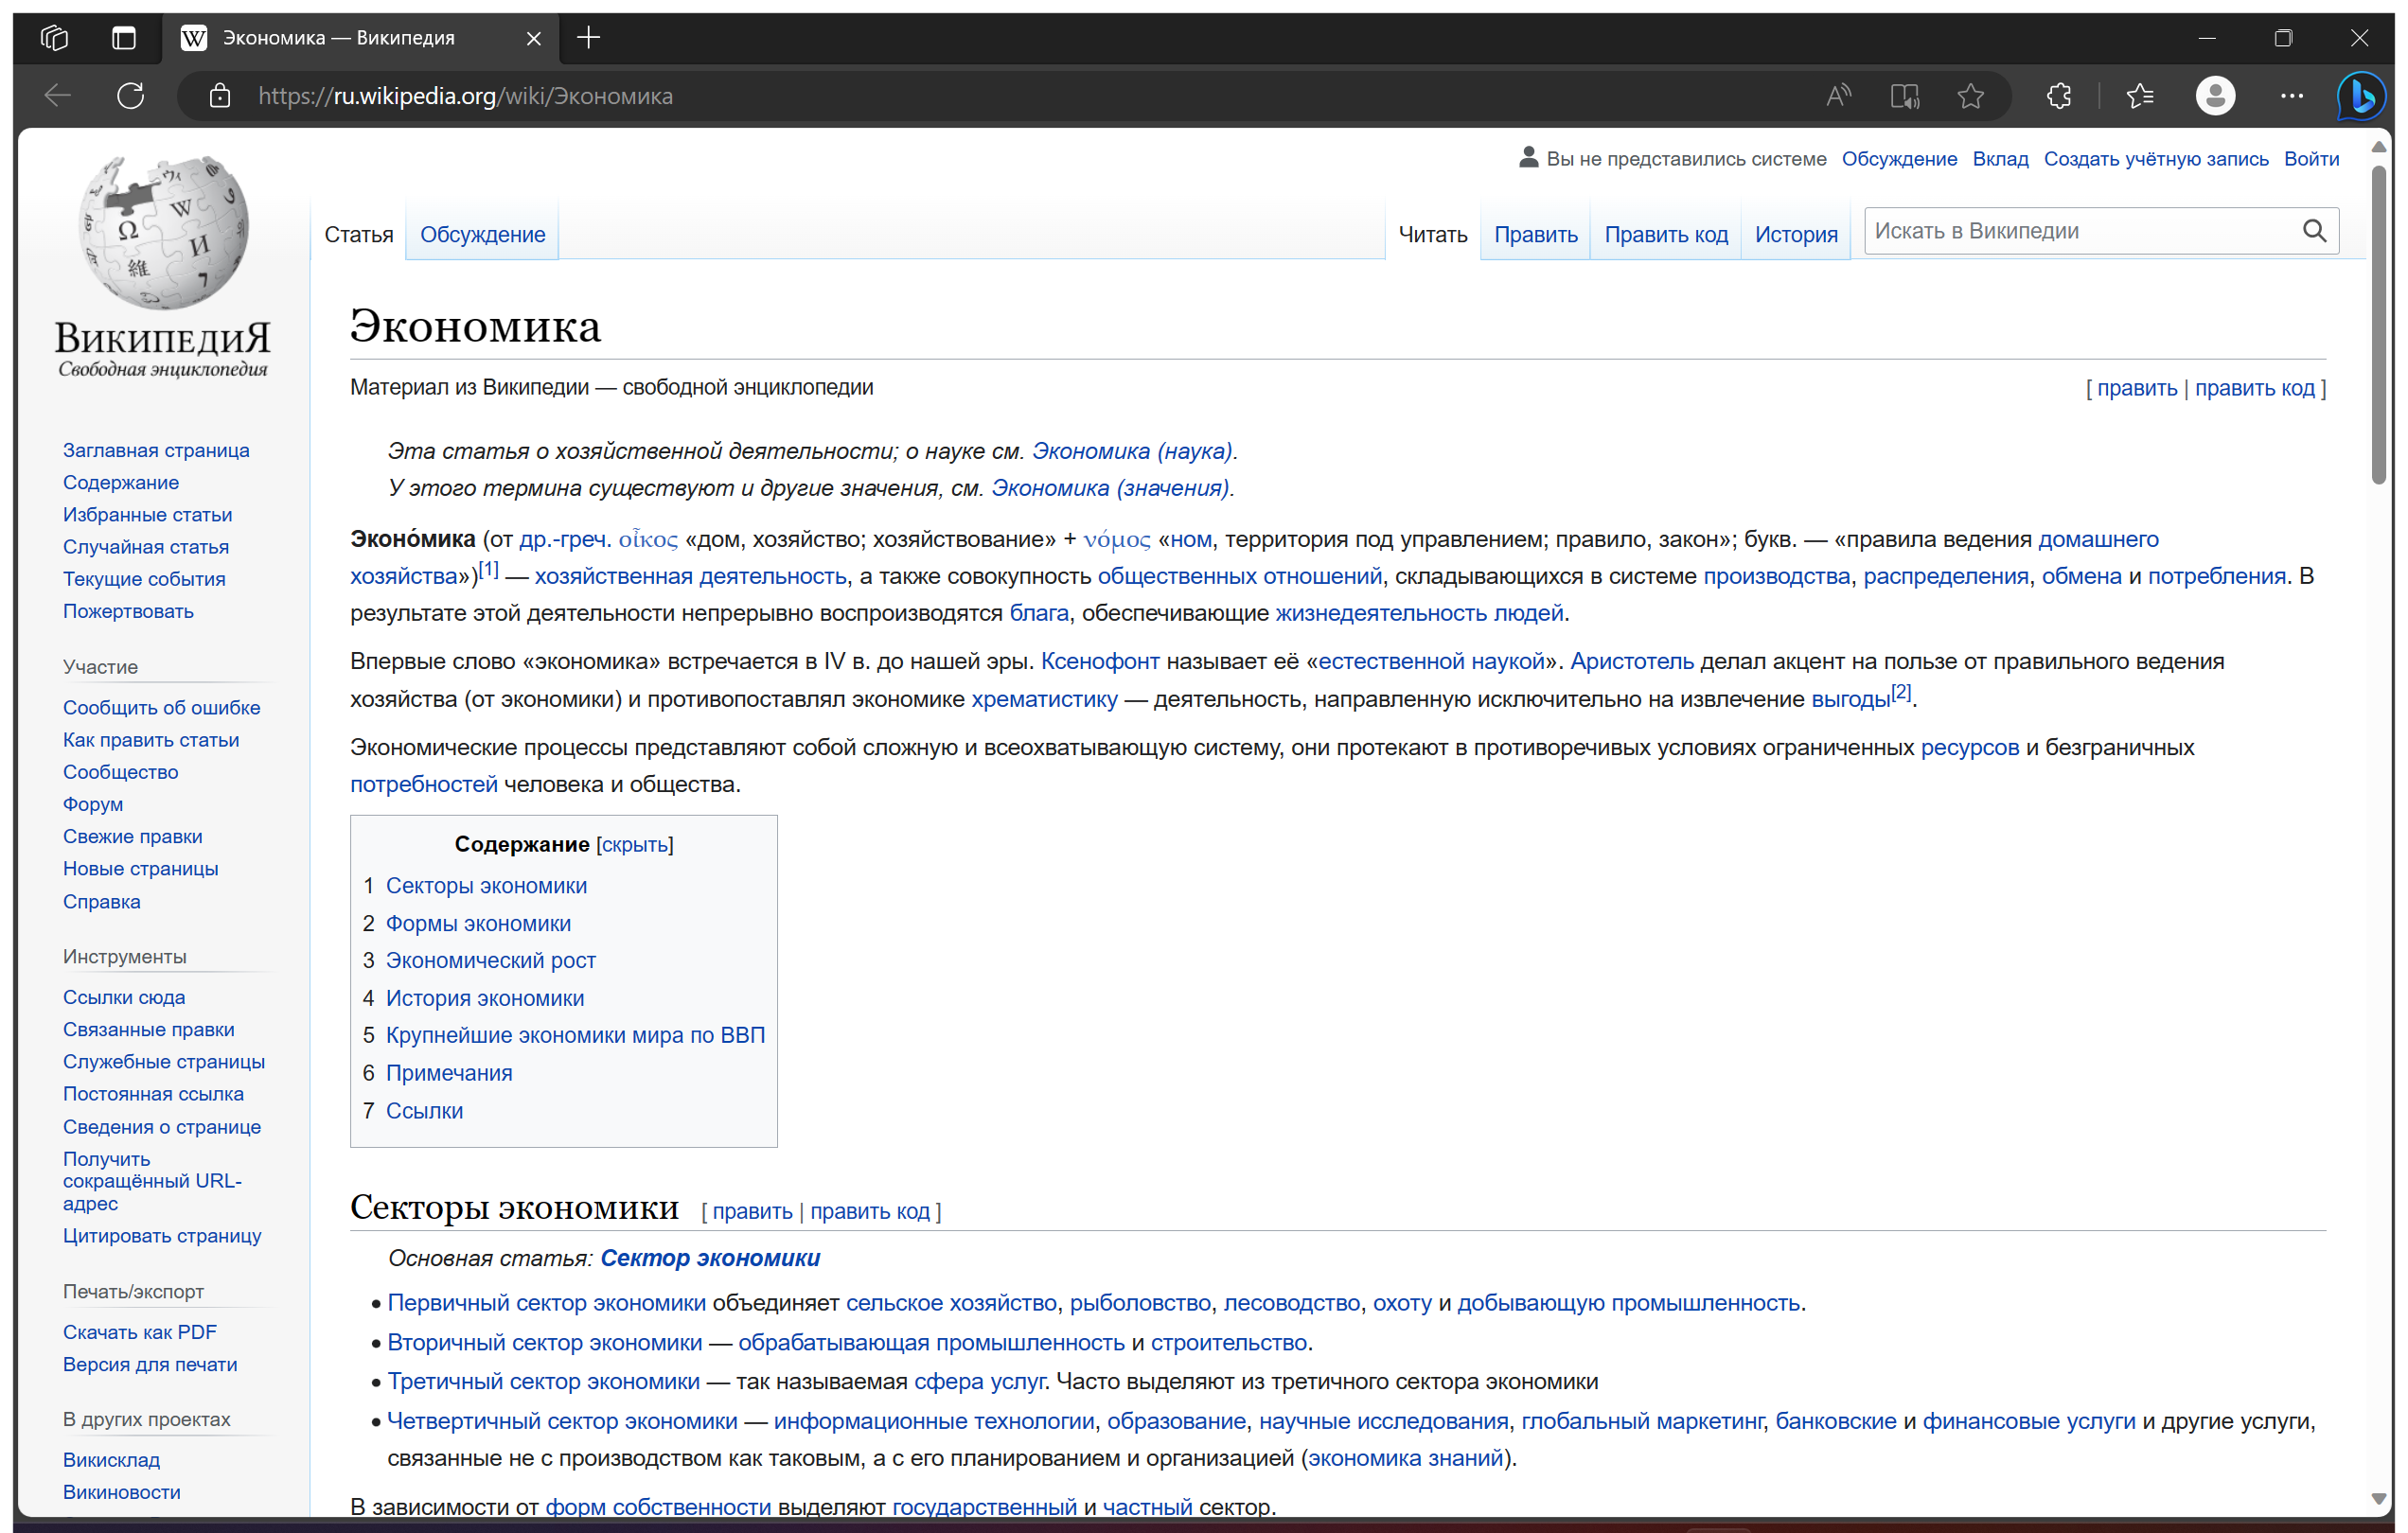 Экономика — Википедия
https://ru.wikipedia.org/wiki/Экономика
Вы не представились системе Обсуждение Вклад Создать учётную запись Войти
Статья Обсуждение Читать Править Править код История Искать в Википедии
ВикипедиЯ
Свободная энциклопедия
Заглавная страница
Содержание
Избранные статьи
Случайная статья
Текущие события
Пожертвовать
Участие
Сообщить об ошибке
Как править статьи
Сообщество
Форум
Свежие правки
Новые страницы
Справка
Инструменты
Ссылки сюда
Связанные правки
Служебные страницы
Постоянная ссылка
Сведения о странице
Получить
сокращённый URL-
адрес
Цитировать страницу
Печать/экспорт
Скачать как PDF
Версия для печати
В других проектах
Викисклад
Викиновости
Экономика
Материал из Википедии — свободной энциклопедии [ править | править код ]
Эта статья о хозяйственной деятельности; о науке см. Экономика (наука).
У этого термина существуют и другие значения, см. Экономика (значения).
Эконо́мика (от др.-греч. οἶκος «дом, хозяйство; хозяйствование» + νόμος «ном, территория под управлением; правило, закон»; букв. — «правила ведения домашнего
хозяйства»)[1] — хозяйственная деятельность, а также совокупность общественных отношений, складывающихся в системе производства, распределения, обмена и потребления. В
результате этой деятельности непрерывно воспроизводятся блага, обеспечивающие жизнедеятельность людей.
Впервые слово «экономика» встречается в IV в. до нашей эры. Ксенофонт называет её «естественной наукой». Аристотель делал акцент на пользе от правильного ведения
хозяйства (от экономики) и противопоставлял экономике хрематистику — деятельность, направленную исключительно на извлечение выгоды[2].
Экономические процессы представляют собой сложную и всеохватывающую систему, они протекают в противоречивых условиях ограниченных ресурсов и безграничных
потребностей человека и общества.
Содержание [скрыть]
1 Секторы экономики
2 Формы экономики
3 Экономический рост
4 История экономики
5 Крупнейшие экономики мира по ВВП
6 Примечания
7 Ссылки
Секторы экономики [ править | править код ]
Основная статья: Сектор экономики
• Первичный сектор экономики объединяет сельское хозяйство, рыболовство, лесоводство, охоту и добывающую промышленность.
• Вторичный сектор экономики — обрабатывающая промышленность и строительство.
• Третичный сектор экономики — так называемая сфера услуг. Часто выделяют из третичного сектора экономики
• Четвертичный сектор экономики — информационные технологии, образование, научные исследования, глобальный маркетинг, банковские и финансовые услуги и другие услуги,
связанные не с производством как таковым, а с его планированием и организацией (экономика знаний).
В зависимости от форм собственности выделяют государственный и частный сектор.